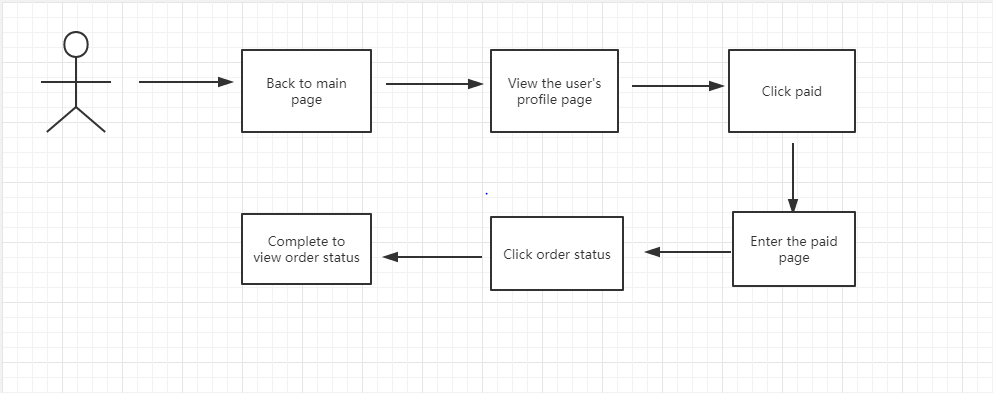 Back to main
page
View the user's
profile page
Click paid
Enter the paid
page
Click order status
Complete to
view order status